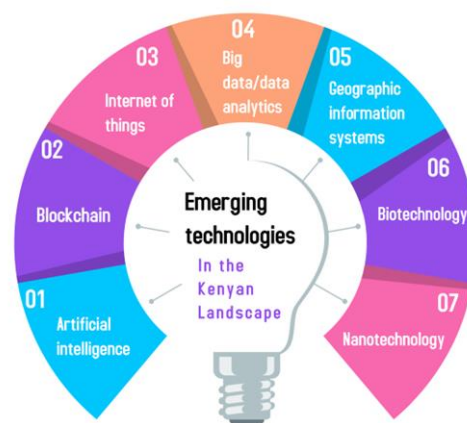 01
Artificial
intelligence
02
Blockchain
03
Internet of
things
04
Big
data/data
analytics
05
Geographic
information
systems
06
Biotechnology
07
Nanotechnology
Emerging
technologies
In the
Kenyan
Landscape